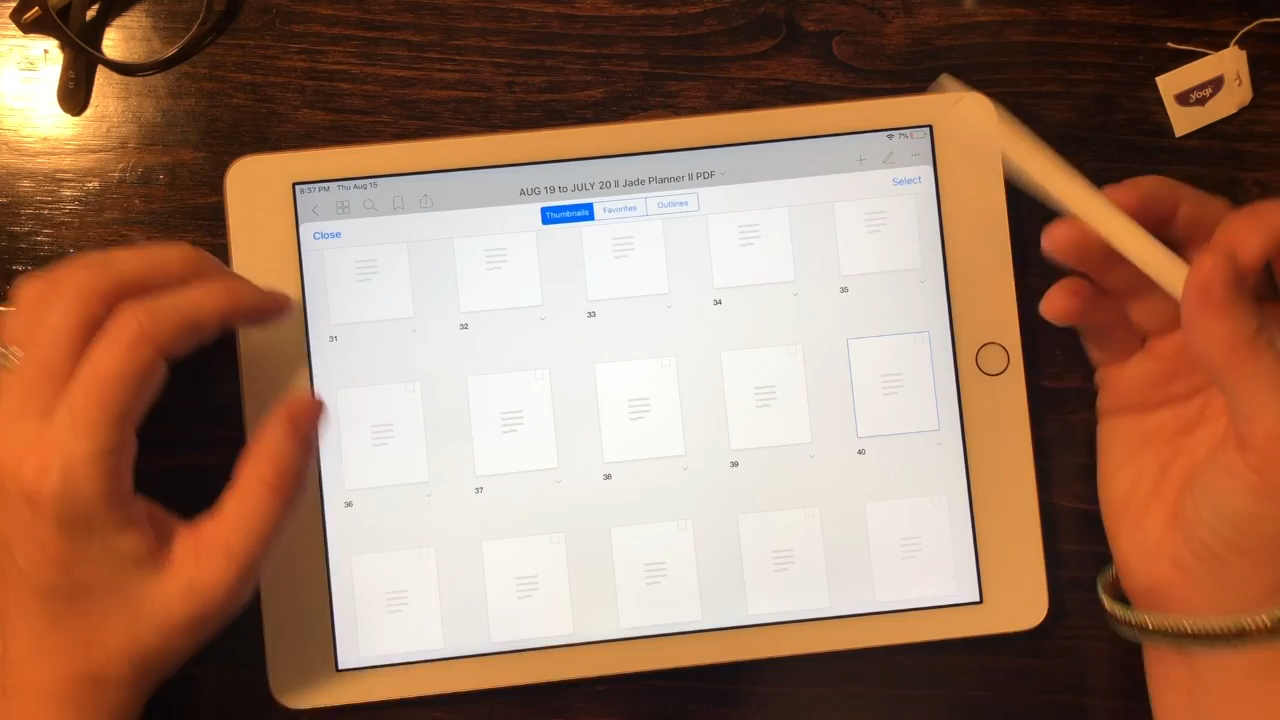 yogi
8:37 PM Thu Aug 15
7%
AUG 19 to JULY 20 ll Jade Planner ll PDF
Thumbnails Favorites Outlines
Select
Close
31 32 33 34 35
36 37 38 39 40